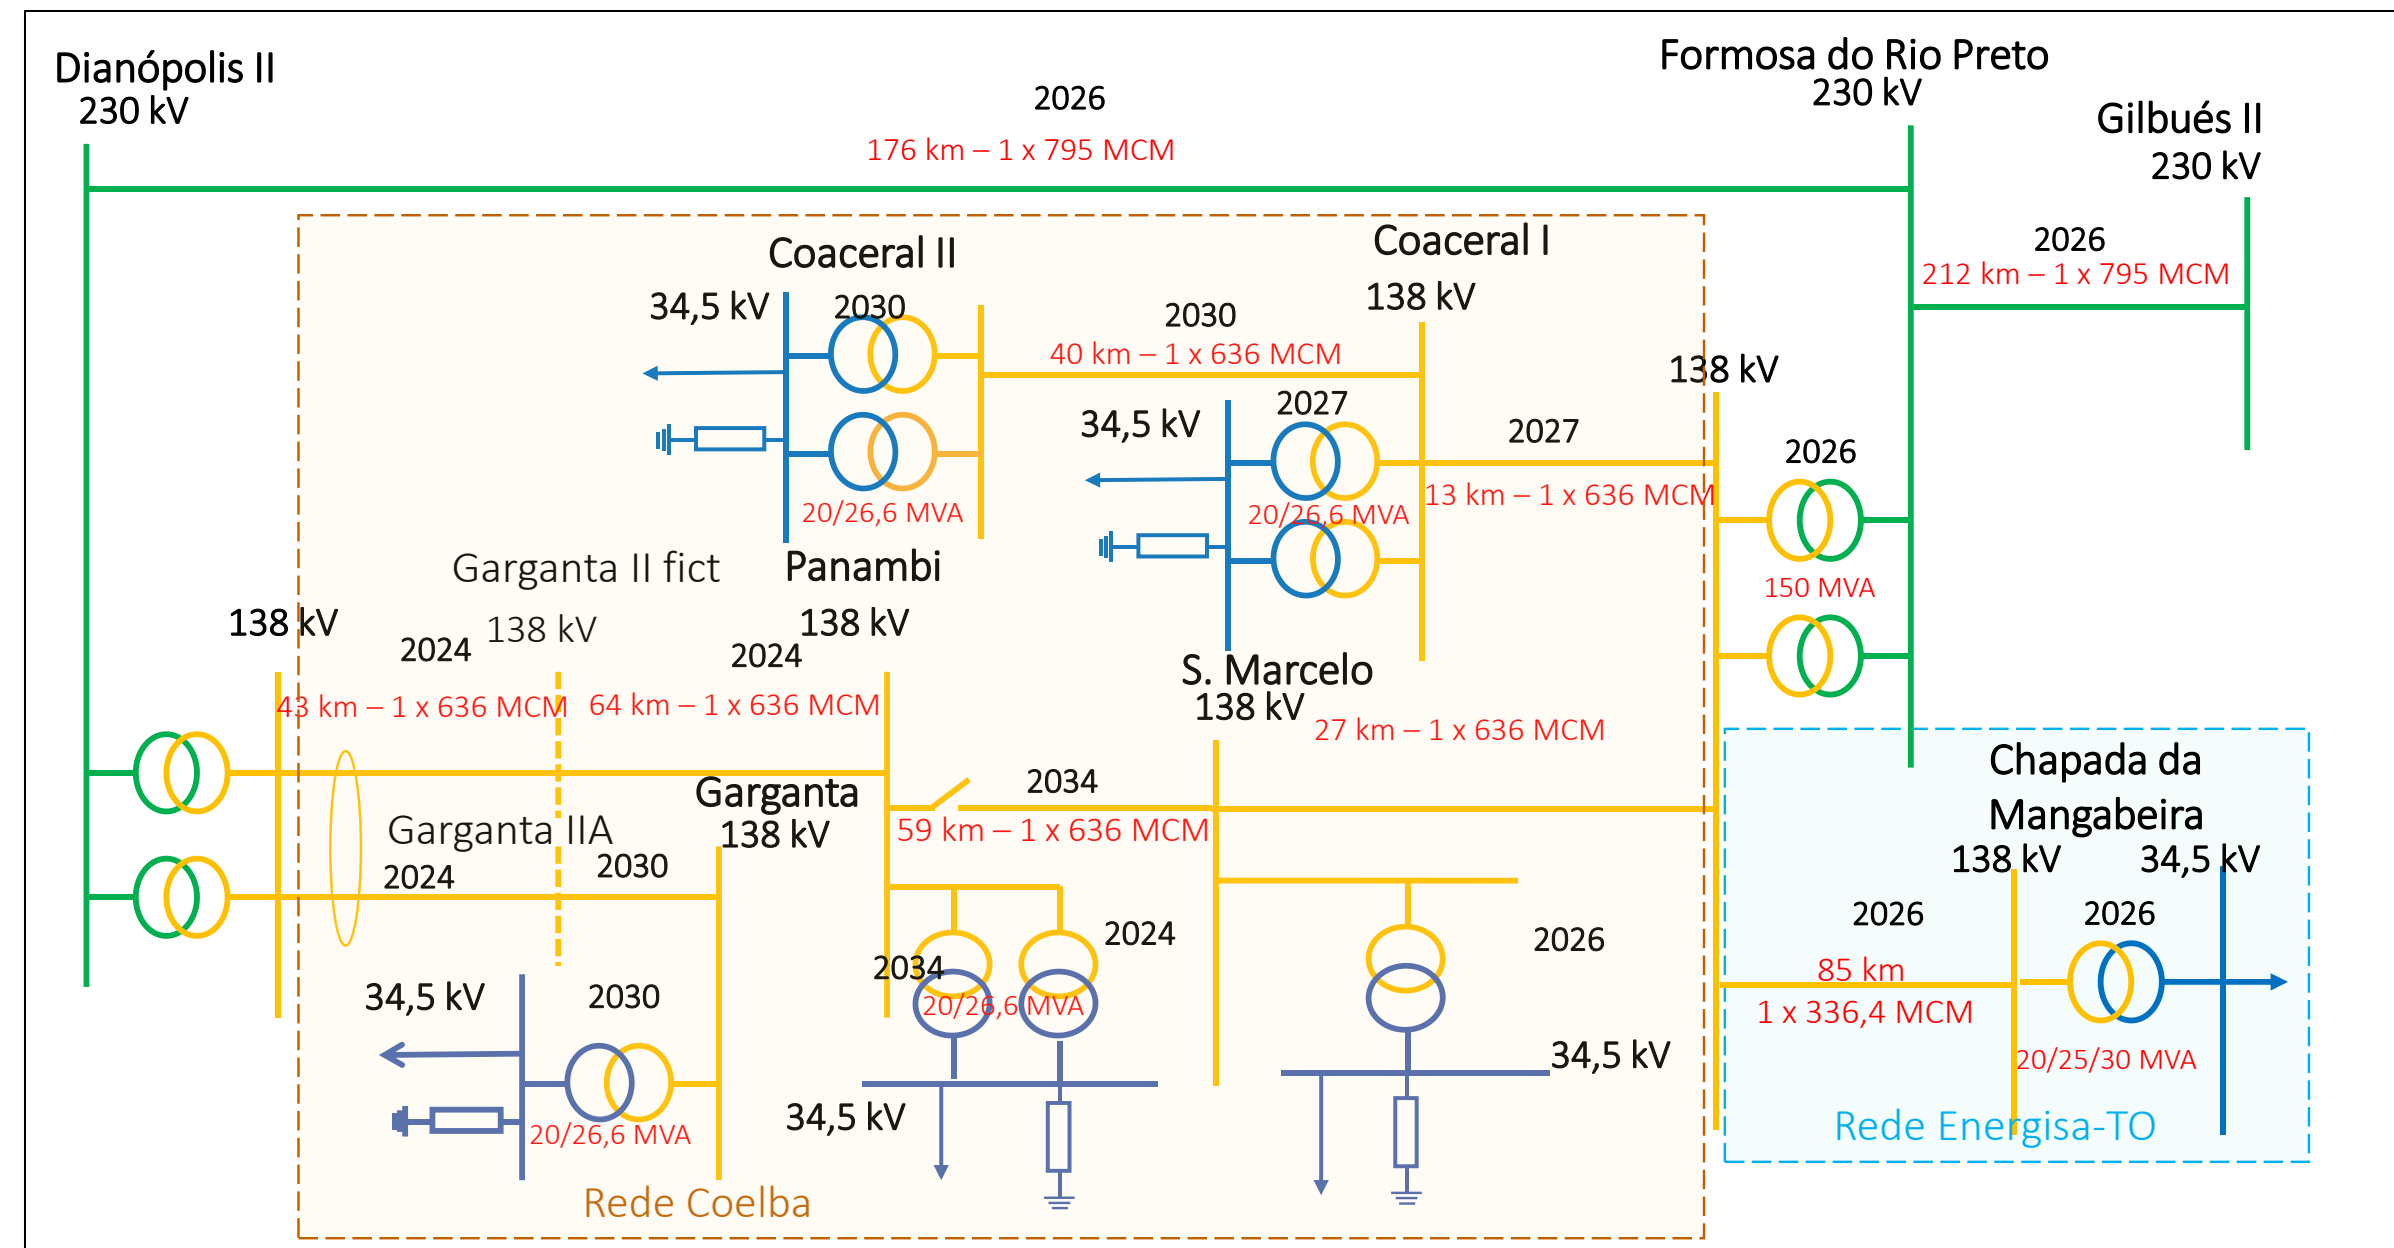 Dianópolis II
230 kV
2026
176 km – 1 x 795 MCM
Formosa do Rio Preto
230 kV
Gilbués II
230 kV
2026
212 km – 1 x 795 MCM
Coaceral II
34,5 kV
2030
20/26,6 MVA
2030
40 km – 1 x 636 MCM
Coaceral I
138 kV
34,5 kV
2027
20/26,6 MVA
2027
13 km – 1 x 636 MCM
138 kV
2026
150 MVA
138 kV
2024
43 km – 1 x 636 MCM
Garganta II fict
138 kV
2024
64 km – 1 x 636 MCM
Panambi
138 kV
Garganta IIA
2024
2030
Garganta
138 kV
2034
59 km – 1 x 636 MCM
S. Marcelo
138 kV
27 km – 1 x 636 MCM
34,5 kV
2030
20/26,6 MVA
2034
2024
20/26,6 MVA
34,5 kV
2026
34,5 kV
Rede Coelba
Chapada da
Mangabeira
138 kV
34,5 kV
2026
85 km
1 x 336,4 MCM
2026
20/25/30 MVA
Rede Energisa-TO